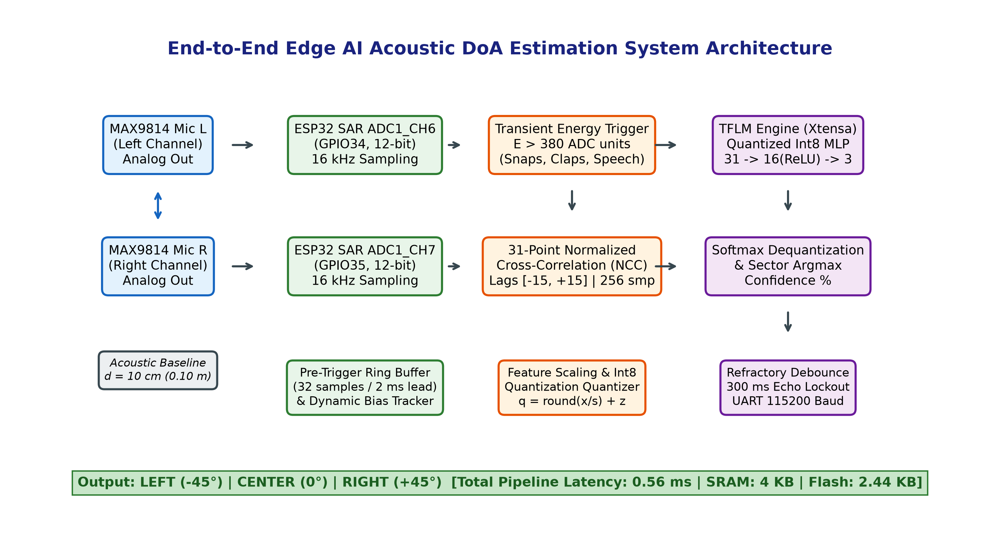 End-to-End Edge AI Acoustic DoA Estimation System Architecture
MAX9814 Mic L
(Left Channel)
Analog Out
ESP32 SAR ADC1_CH6
(GPIO34, 12-bit)
16 kHz Sampling
Transient Energy Trigger
E > 380 ADC units
(Snaps, Claps, Speech)
TFLM Engine (Xtensa)
Quantized Int8 MLP
31 -> 16(ReLU) -> 3
MAX9814 Mic R
(Right Channel)
Analog Out
ESP32 SAR ADC1_CH7
(GPIO35, 12-bit)
16 kHz Sampling
31-Point Normalized
Cross-Correlation (NCC)
Lags [-15, +15] | 256 smp
Softmax Dequantization
& Sector Argmax
Confidence %
Acoustic Baseline
d = 10 cm (0.10 m)
Pre-Trigger Ring Buffer
(32 samples / 2 ms lead)
& Dynamic Bias Tracker
Feature Scaling & Int8
Quantization Quantizer
q = round(x/s) + z
Refractory Debounce
300 ms Echo Lockout
UART 115200 Baud
Output: LEFT (-45°) | CENTER (0°) | RIGHT (+45°)  [Total Pipeline Latency: 0.56 ms | SRAM: 4 KB | Flash: 2.44 KB]